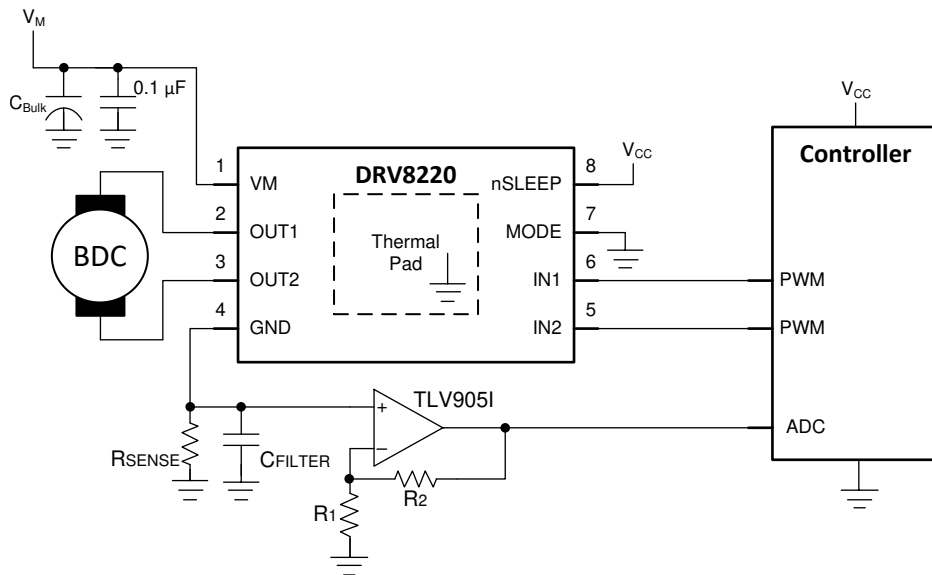 VM
CBulk
0.1 µF
VCC
Controller
DRV8220
1
VM
nSLEEP
8
VCC
2
OUT1
MODE
7
BDC
Thermal
Pad
3
OUT2
IN1
6
PWM
4
GND
IN2
5
PWM
TLV905I
+
−
ADC
RSENSE
CFILTER
R2
R1